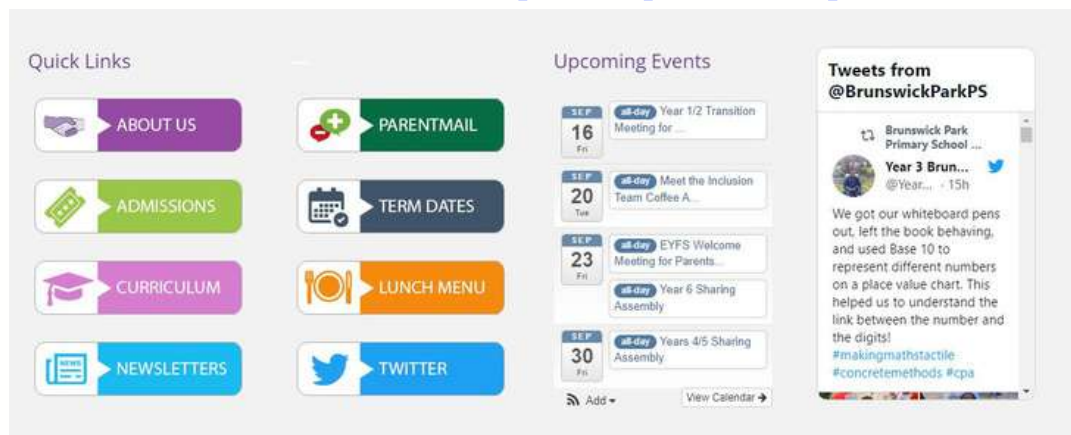 Quick Links
ABOUT US
PARENTMAIL
ADMISSIONS
TERM DATES
CURRICULUM
LUNCH MENU
NEWS
NEWSLETTERS
TWITTER
Upcoming Events
SEP
16
Fri
all-day Year 1/2 Transition
Meeting for ...
SEP
20
Tue
all-day Meet the Inclusion
Team Coffee A...
SEP
23
Fri
all-day EYFS Welcome
Meeting for Parents...
all-day Year 6 Sharing
Assembly
SEP
30
Fri
all-day Years 4/5 Sharing
Assembly
Add
View Calendar
Tweets from
@BrunswickParkPS
Brunswick Park
Primary School ...
Year 3 Brun...
@Year... · 15h
We got our whiteboard pens
out, left the book behaving,
and used Base 10 to
represent different numbers
on a place value chart. This
helped us to understand the
link between the number and
the digits!
#makingmathstactile
#concretemethods #cpa